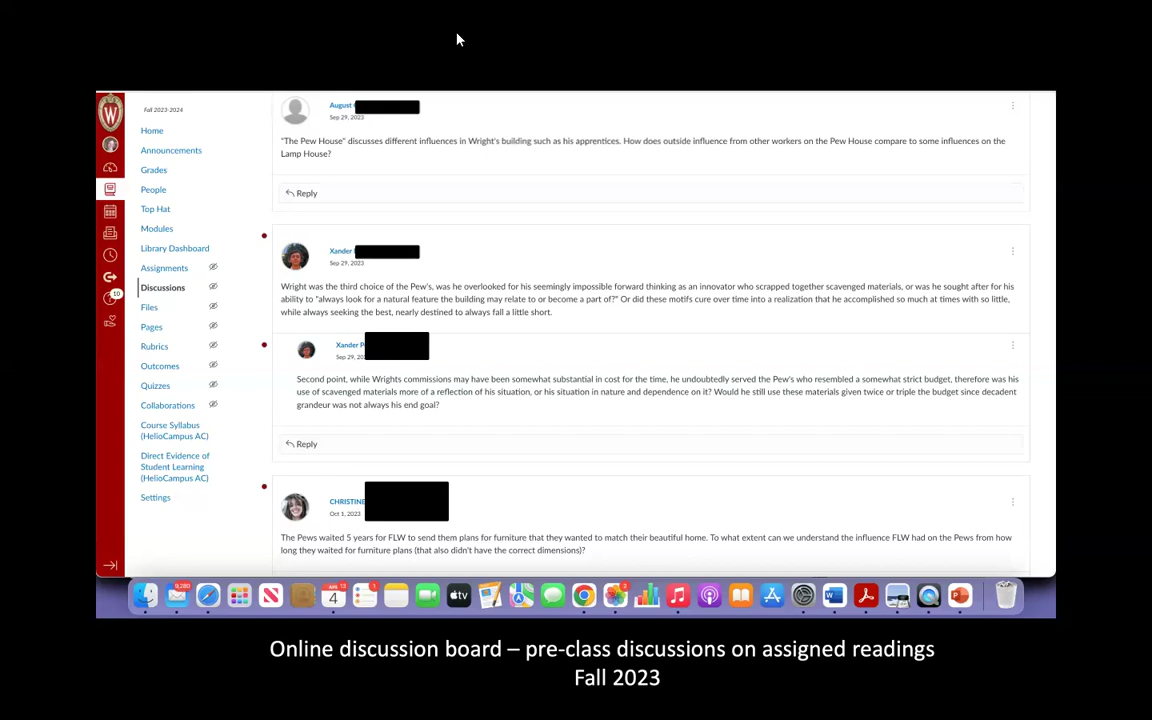 W
Fall 2023-2024
Home
Announcements
Grades
People
Top Hat
Modules
Library Dashboard
Assignments
Discussions
Files
Pages
Rubrics
Outcomes
Quizzes
Collaborations
Course Syllabus
(HelioCampus AC)
Direct Evidence of
Student Learning
(HelioCampus AC)
Settings
10
August
Sep 29, 2023
"The Pew House" discusses different influences in Wright's building such as his apprentices. How does outside influence from other workers on the Pew House compare to some influences on the
Lamp House?
Reply
Xander
Sep 29, 2023
Wright was the third choice of the Pew's, was he overlooked for his seemingly impossible forward thinking as an innovator who scrapped together scavenged materials, or was he sought after for his
ability to "always look for a natural feature the building may relate to or become a part of?" Or did these motifs cure over time into a realization that he accomplished so much at times with so little,
while always seeking the best, nearly destined to always fall a little short.
Xander P
Sep 29, 20
Second point, while Wrights commissions may have been somewhat substantial in cost for the time, he undoubtedly served the Pew's who resembled a somewhat strict budget, therefore was his
use of scavenged materials more of a reflection of his situation, or his situation in nature and dependence on it? Would he still use these materials given twice or triple the budget since decadent
grandeur was not always his end goal?
Reply
CHRISTINE
Oct 1, 2023
The Pews waited 5 years for FLW to send them plans for furniture that they wanted to match their beautiful home. To what extent can we understand the influence FLW had on the Pews from how
long they waited for furniture plans (that also didn't have the correct dimensions)?
9,280
4
13
1
tv
2
W
P
Online discussion board – pre-class discussions on assigned readings
Fall 2023